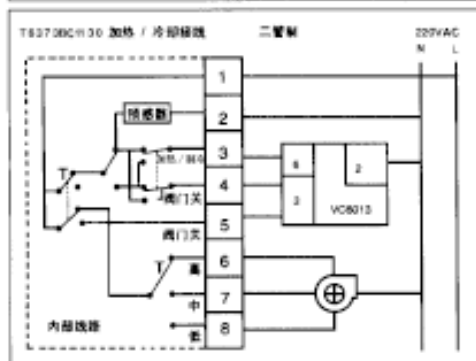 T6373BC1130 加热 / 冷却接线 二管制 220VAC
N L
1
预感器 2
加热 / 制冷 3
6 2
阀门关 4
3 VC6013
阀门关 5
T
高 6
T
中 7
低 8
内部线路